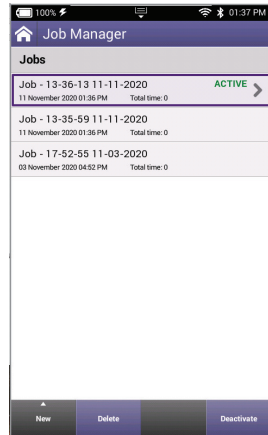 100% 01:37 PM
Job Manager
Jobs
Job - 13-36-13 11-11-2020 ACTIVE
11 November 2020 01:36 PM Total time: 0
Job - 13-35-59 11-11-2020
11 November 2020 01:36 PM Total time: 0
Job - 17-52-55 11-03-2020
03 November 2020 04:52 PM Total time: 0
New Delete Deactivate